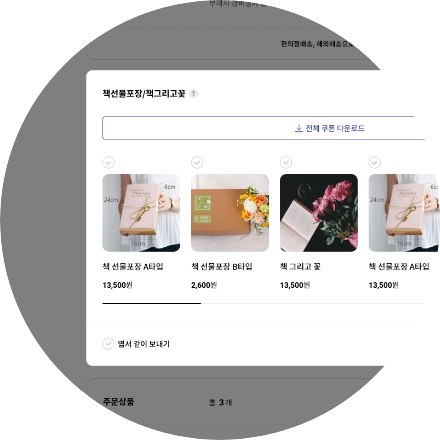 편의점배송, 해외배송으로
책선물포장/책그리고꽃 ?
전체 쿠폰 다운로드
6cm
24cm
16cm
6c
24cm
16cm
책 선물포장 A타입
책 선물포장 B타입
책 그리고 꽃
책 선물포장 A타입
13,500원
2,600원
13,500원
13,500원
엽서 같이 보내기
주문상품
총 3개